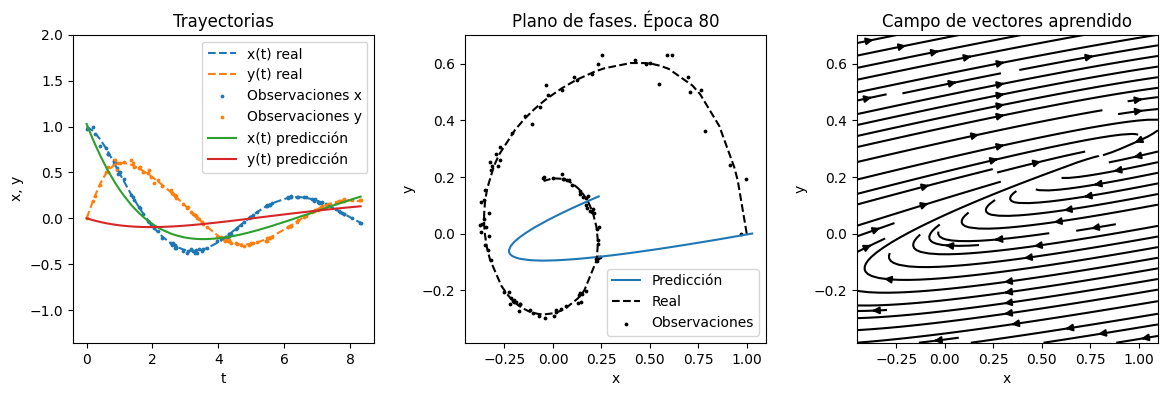 Trayectorias
2.0
1.5
1.0
0.5
0.0
−0.5
−1.0
x, y
0 2 4 6 8
t
x(t) real
y(t) real
Observaciones x
Observaciones y
x(t) predicción
y(t) predicción
Plano de fases. Época 80
0.6
0.4
0.2
0.0
−0.2
y
−0.25 0.00 0.25 0.50 0.75 1.00
x
Predicción
Real
Observaciones
Campo de vectores aprendido
0.6
0.4
0.2
0.0
−0.2
y
−0.25 0.00 0.25 0.50 0.75 1.00
x